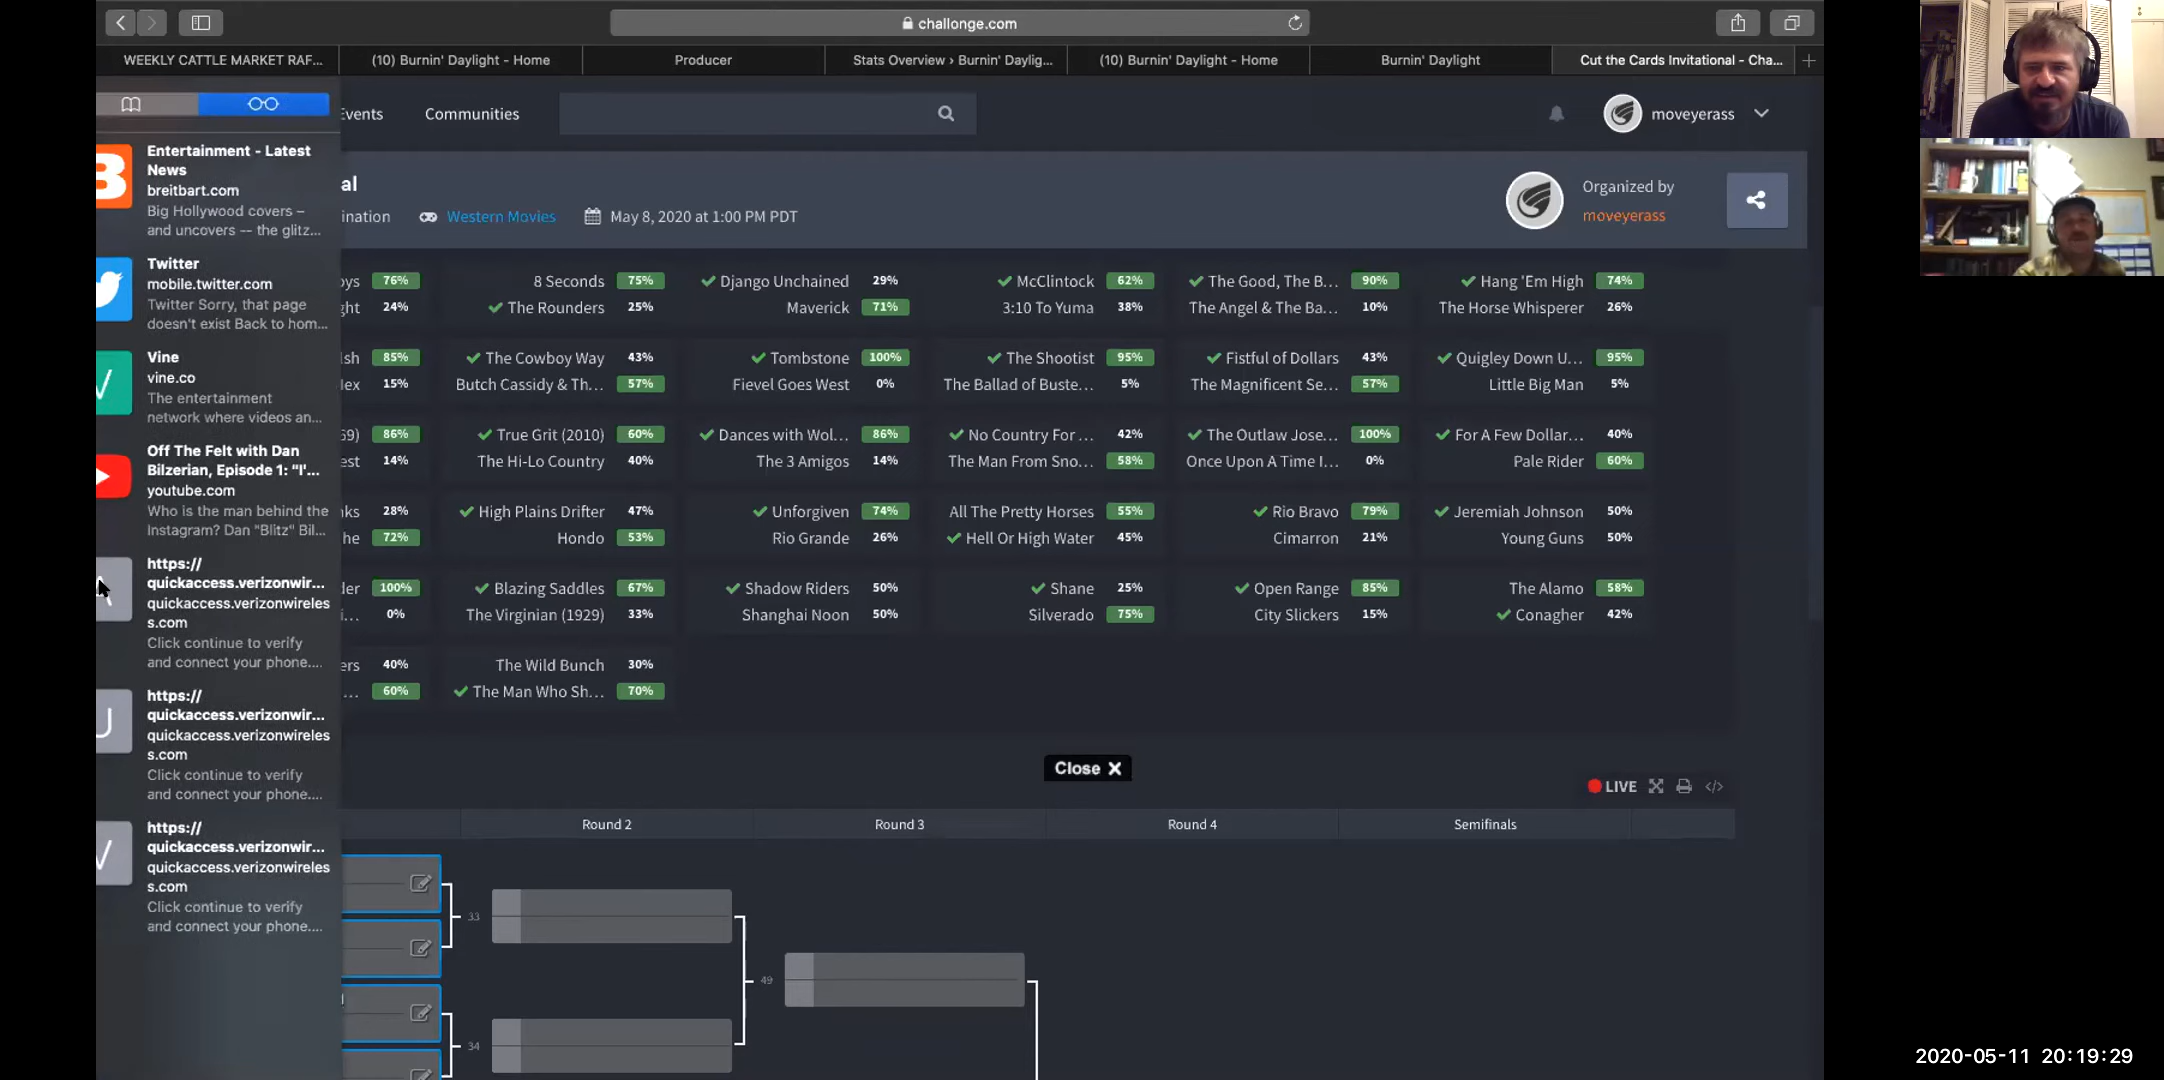 challonge.com
WEEKLY CATTLE MARKET RAF...
(10) Burnin' Daylight - Home
Producer
Stats Overview › Burnin' Daylig...
(10) Burnin' Daylight - Home
Burnin' Daylight
Cut the Cards Invitational - Cha...
Events
Communities
moveyerass
al
ination
Western Movies
May 8, 2020 at 1:00 PM PDT
Organized by
moveyerass
Entertainment - Latest
News
breitbart.com
Big Hollywood covers –
and uncovers -- the glitz...
Twitter
mobile.twitter.com
Twitter Sorry, that page
doesn't exist Back to hom...
Vine
vine.co
The entertainment
network where videos an...
Off The Felt with Dan
Bilzerian, Episode 1: "I'...
youtube.com
Who is the man behind the
Instagram? Dan "Blitz" Bil...
https://
quickaccess.verizonwir...
quickaccess.verizonwireles
s.com
Click continue to verify
and connect your phone....
https://
quickaccess.verizonwir...
quickaccess.verizonwireles
s.com
Click continue to verify
and connect your phone....
https://
quickaccess.verizonwir...
quickaccess.verizonwireles
s.com
Click continue to verify
and connect your phone....
oys 76%
ght 24%
8 Seconds 75%
The Rounders 25%
Django Unchained 29%
Maverick 71%
McClintock 62%
3:10 To Yuma 38%
The Good, The B... 90%
The Angel & The Ba... 10%
Hang 'Em High 74%
The Horse Whisperer 26%
ish 85%
lex 15%
The Cowboy Way 43%
Butch Cassidy & Th... 57%
Tombstone 100%
Fievel Goes West 0%
The Shootist 95%
The Ballad of Buste... 5%
Fistful of Dollars 43%
The Magnificent Se... 57%
Quigley Down U... 95%
Little Big Man 5%
69) 86%
est 14%
True Grit (2010) 60%
The Hi-Lo Country 40%
Dances with Wol... 86%
The 3 Amigos 14%
No Country For ... 42%
The Man From Sno... 58%
The Outlaw Jose... 100%
Once Upon A Time I... 0%
For A Few Dollar... 40%
Pale Rider 60%
nks 28%
he 72%
High Plains Drifter 47%
Hondo 53%
Unforgiven 74%
Rio Grande 26%
All The Pretty Horses 55%
Hell Or High Water 45%
Rio Bravo 79%
Cimarron 21%
Jeremiah Johnson 50%
Young Guns 50%
der 100%
i... 0%
Blazing Saddles 67%
The Virginian (1929) 33%
Shadow Riders 50%
Shanghai Noon 50%
Shane 25%
Silverado 75%
Open Range 85%
City Slickers 15%
The Alamo 58%
Conagher 42%
ers 40%
... 60%
The Wild Bunch 30%
The Man Who Sh... 70%
Close X
LIVE
Round 2
Round 3
Round 4
Semifinals
33
49
34
2020-05-11 20:19:29